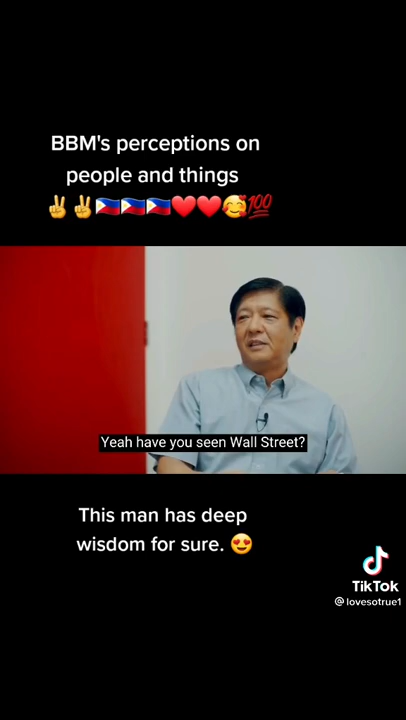 BBM's perceptions on
people and things
✌️✌️🇵🇭🇵🇭🇵🇭❤️❤️🥰💯
Yeah have you seen Wall Street?
This man has deep
wisdom for sure. 😍
TikTok
@lovesotrue1